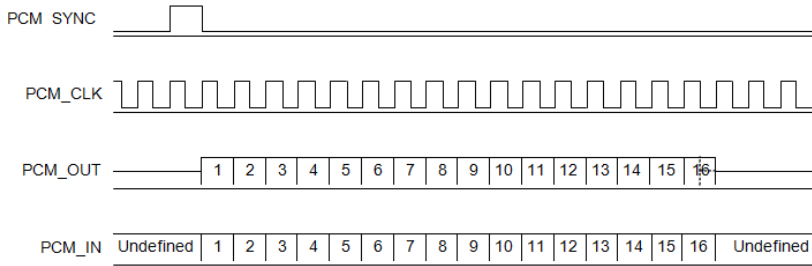 PCM SYNC
PCM_CLK
PCM_OUT 1 2 3 4 5 6 7 8 9 10 11 12 13 14 15 16
PCM_IN Undefined 1 2 3 4 5 6 7 8 9 10 11 12 13 14 15 16 Undefined